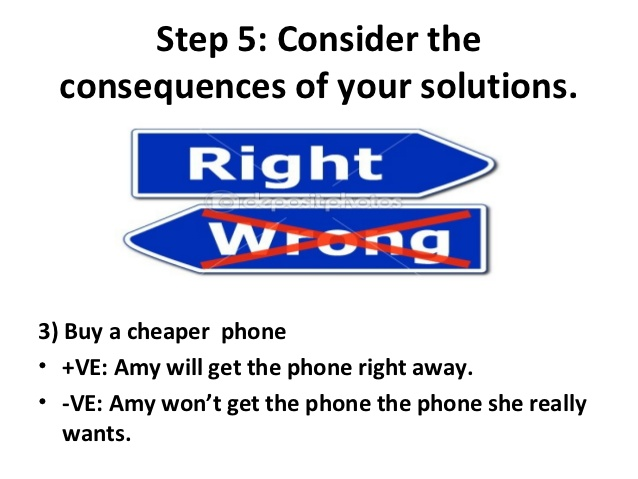 Step 5: Consider the
consequences of your solutions.
Right
depositphotos
Wrong
3) Buy a cheaper  phone
• +VE: Amy will get the phone right away.
• -VE: Amy won’t get the phone the phone she really
wants.